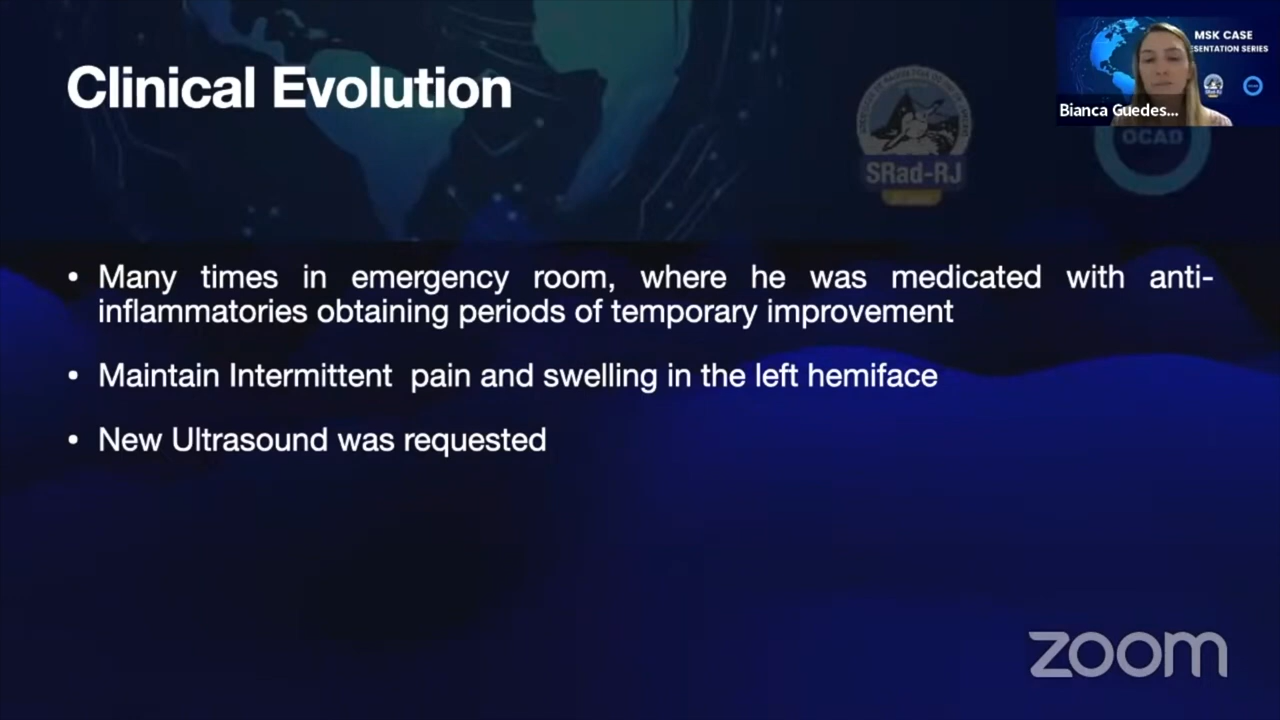 Clinical Evolution
MSK CASE
ESENTATION SERIES
Bianca Guedes...
SRad-RJ
OCAD
• Many times in emergency room, where he was medicated with anti-
inflammatories obtaining periods of temporary improvement
• Maintain Intermittent  pain and swelling in the left hemiface
• New Ultrasound was requested
zoom